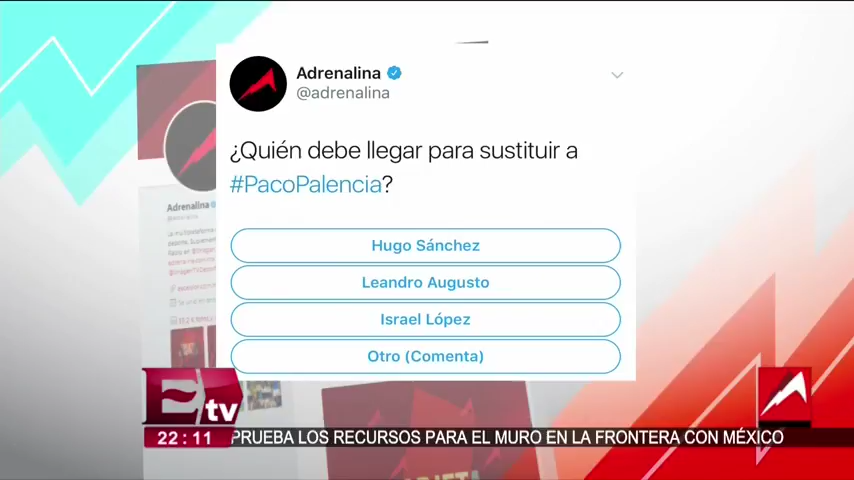 Adrenalina
@adrenalina
¿Quién debe llegar para sustituir a
#PacoPalencia?
Hugo Sánchez
Leandro Augusto
Israel López
Otro (Comenta)
Adrenalina
tv
22:11
PRUEBA LOS RECURSOS PARA EL MURO EN LA FRONTERA CON MÉXICO